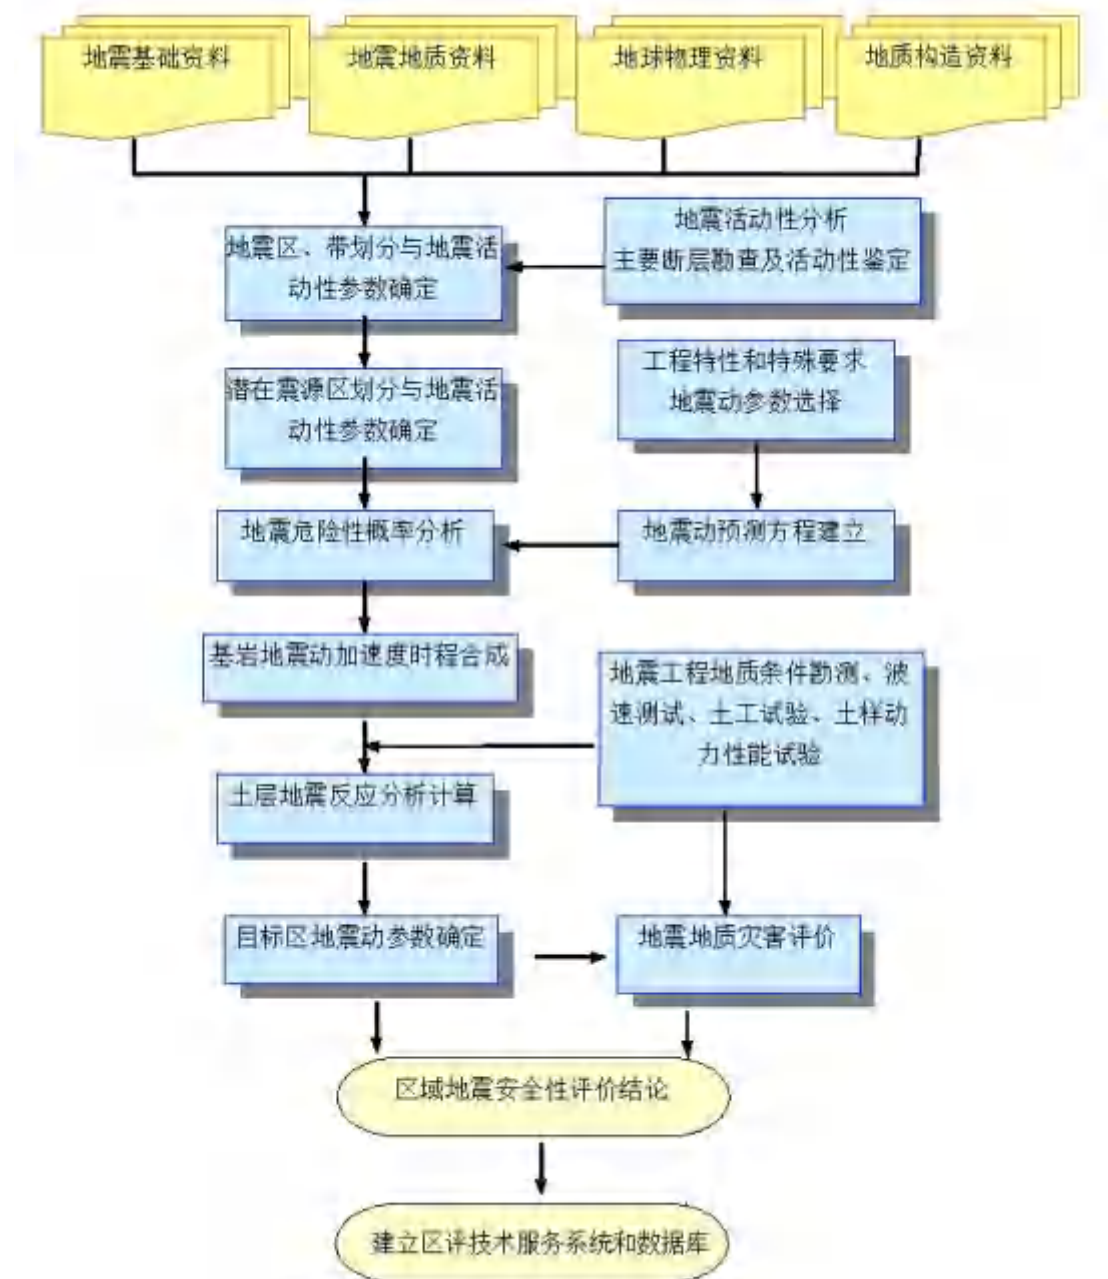 地震基础资料
地震地质资料
地球物理资料
地质构造资料
地震区、带划分与地震活
动性参数确定
地震活动性分析
主要断层勘查及活动性鉴定
潜在震源区划分与地震活
动性参数确定
工程特性和特殊要求
地震动参数选择
地震危险性概率分析
地震动预测方程建立
基岩地震动加速度时程合成
地震工程地质条件勘测、波
速测试、土工试验、土样动
力性能试验
土层地震反应分析计算
目标区地震动参数确定
地震地质灾害评价
区域地震安全性评价结论
建立区评技术服务系统和数据库